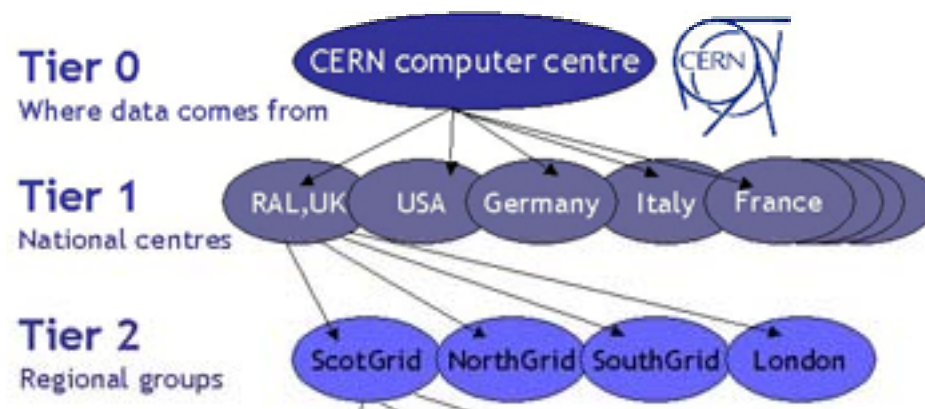 Tier 0
Where data comes from
CERN computer centre
CERN
Tier 1
National centres
RAL,UK
USA
Germany
Italy
France
Tier 2
Regional groups
ScotGrid
NorthGrid
SouthGrid
London